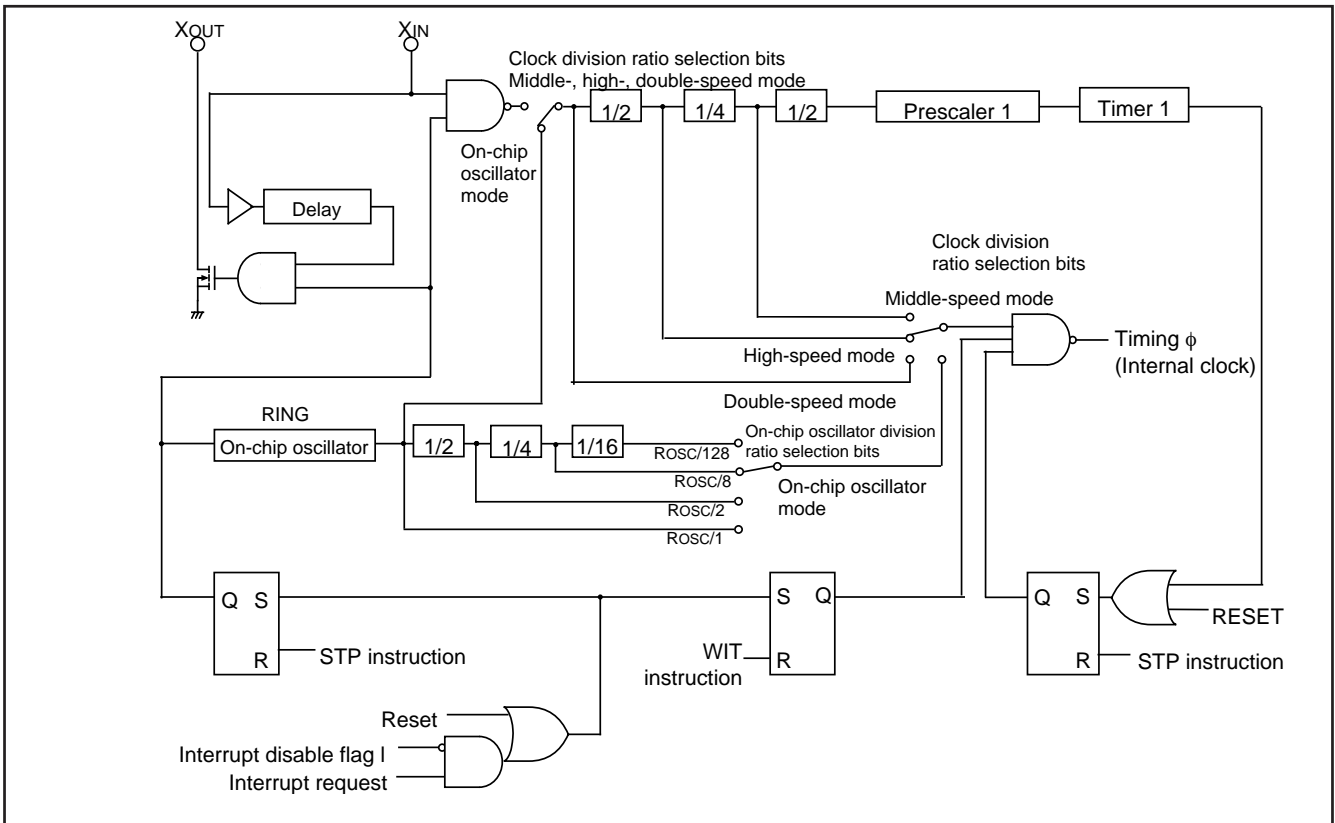 XOUT
XIN
Clock division ratio selection bits
Middle-, high-, double-speed mode
1/2
1/4
1/2
Prescaler 1
Timer 1
On-chip
oscillator
mode
Delay
Clock division
ratio selection bits
Middle-speed mode
High-speed mode
Timing ϕ
(Internal clock)
Double-speed mode
RING
On-chip oscillator
1/2
1/4
1/16
ROSC/128
On-chip oscillator division
ratio selection bits
ROSC/8
On-chip oscillator
mode
ROSC/2
ROSC/1
Q S
R
STP instruction
S Q
R
WIT
instruction
Q S
R
RESET
STP instruction
Reset
Interrupt disable flag I
Interrupt request